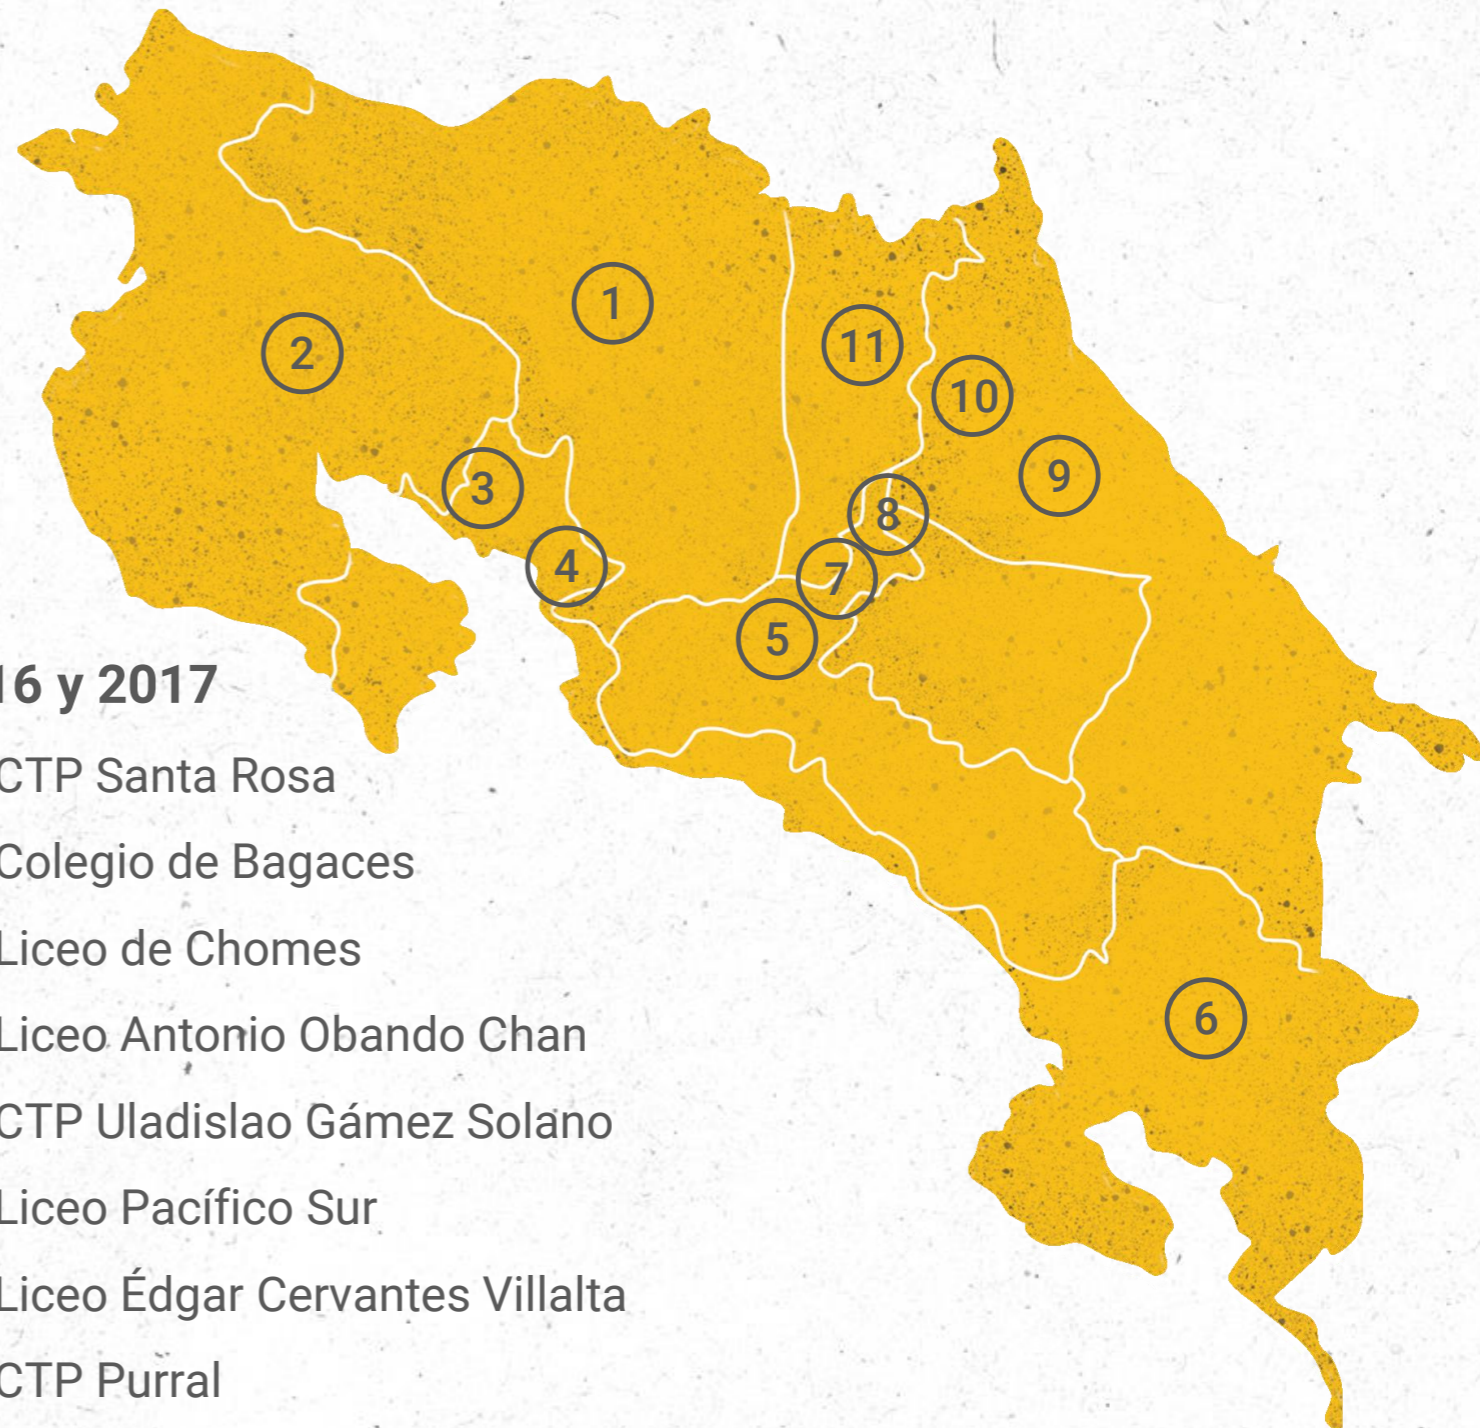 1
2
11
10
9
3
8
4
7
5
16 y 2017
CTP Santa Rosa
Colegio de Bagaces
Liceo de Chomes
6
Liceo Antonio Obando Chan
CTP Uladislao Gámez Solano
Liceo Pacífico Sur
Liceo Édgar Cervantes Villalta
CTP Purral